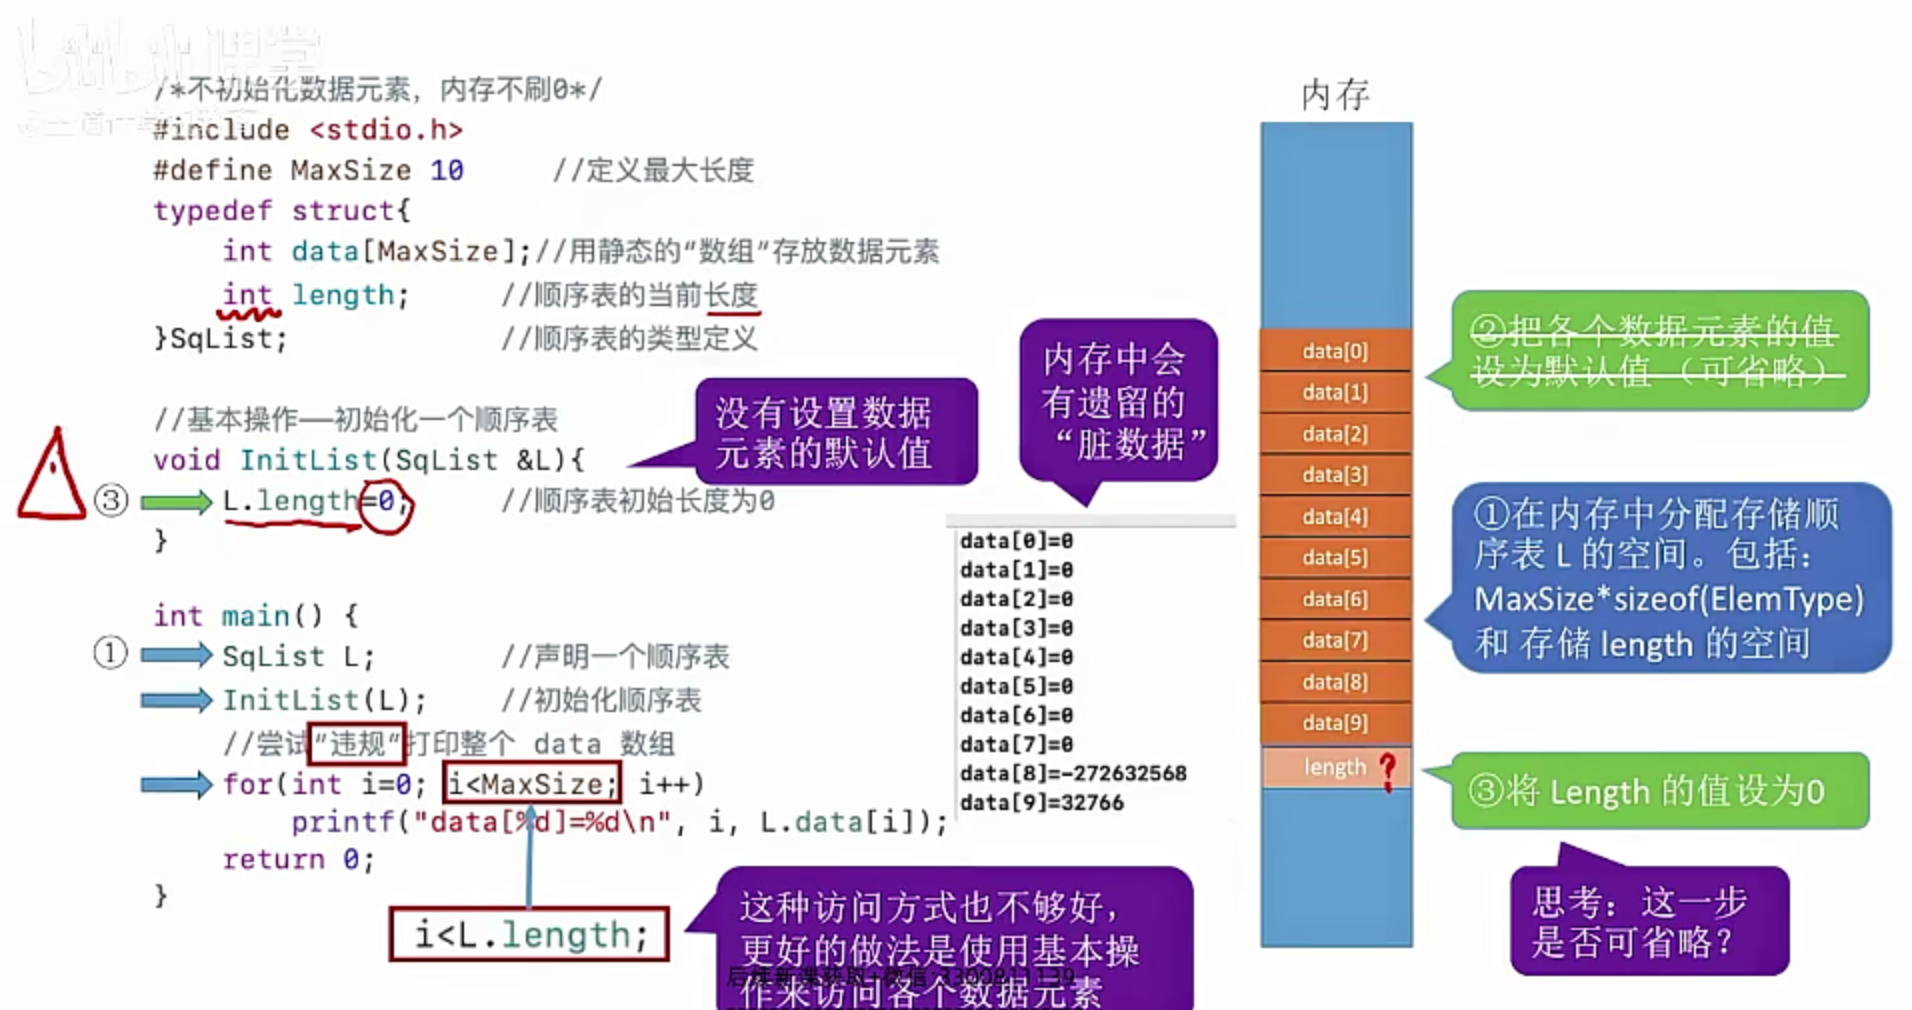 /*不初始化数据元素，内存不刷0*/
#include <stdio.h>
#define MaxSize 10 //定义最大长度
typedef struct{
int data[MaxSize];//用静态的"数组"存放数据元素
int length; //顺序表的当前长度
}SqList; //顺序表的类型定义
//基本操作——初始化一个顺序表
void InitList(SqList &L){
③ L.length=0; //顺序表初始长度为0
}
int main() {
① SqList L; //声明一个顺序表
InitList(L); //初始化顺序表
//尝试"违规"打印整个 data 数组
for(int i=0; i<MaxSize; i++)
printf("data[%d]=%d\n", i, L.data[i]);
return 0;
}
i<L.length;
没有设置数据
元素的默认值
内存中会
有遗留的
“脏数据”
data[0]=0
data[1]=0
data[2]=0
data[3]=0
data[4]=0
data[5]=0
data[6]=0
data[7]=0
data[8]=-272632568
data[9]=32766
这种访问方式也不够好，
更好的做法是使用基本操
作来访问各个数据元素
内存
data[0]
data[1]
data[2]
data[3]
data[4]
data[5]
data[6]
data[7]
data[8]
data[9]
length ?
②把各个数据元素的值
设为默认值（可省略）
①在内存中分配存储顺
序表 L 的空间。包括：
MaxSize*sizeof(ElemType)
和 存储 length 的空间
③将 Length 的值设为0
思考：这一步
是否可省略？